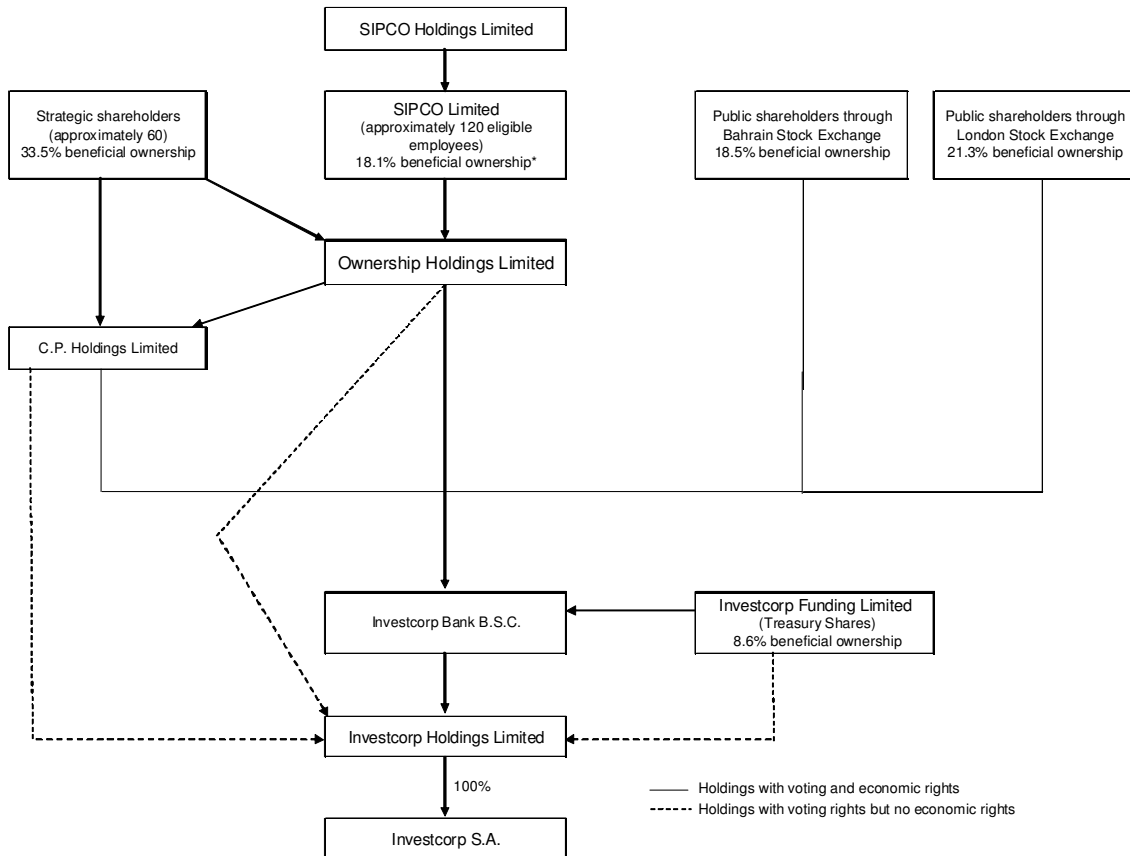 SIPCO Holdings Limited
Strategic shareholders
(approximately 60)
33.5% beneficial ownership
SIPCO Limited
(approximately 120 eligible
employees)
18.1% beneficial ownership*
Public shareholders through
Bahrain Stock Exchange
18.5% beneficial ownership
Public shareholders through
London Stock Exchange
21.3% beneficial ownership
Ownership Holdings Limited
C.P. Holdings Limited
Investcorp Bank B.S.C.
Investcorp Funding Limited
(Treasury Shares)
8.6% beneficial ownership
Investcorp Holdings Limited
100%
Holdings with voting and economic rights
Holdings with voting rights but no economic rights
Investcorp S.A.